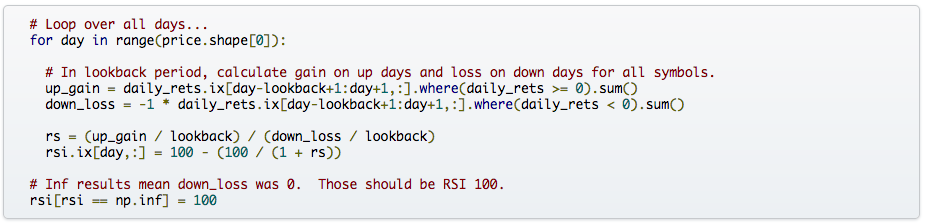 # Loop over all days...
for day in range(price.shape[0]):
# In lookback period, calculate gain on up days and loss on down days for all symbols.
up_gain = daily_rets.ix[day-lookback+1:day+1,:].where(daily_rets >= 0).sum()
down_loss = -1 * daily_rets.ix[day-lookback+1:day+1,:].where(daily_rets < 0).sum()
rs = (up_gain / lookback) / (down_loss / lookback)
rsi.ix[day,:] = 100 - (100 / (1 + rs))
# Inf results mean down_loss was 0.  Those should be RSI 100.
rsi[rsi == np.inf] = 100